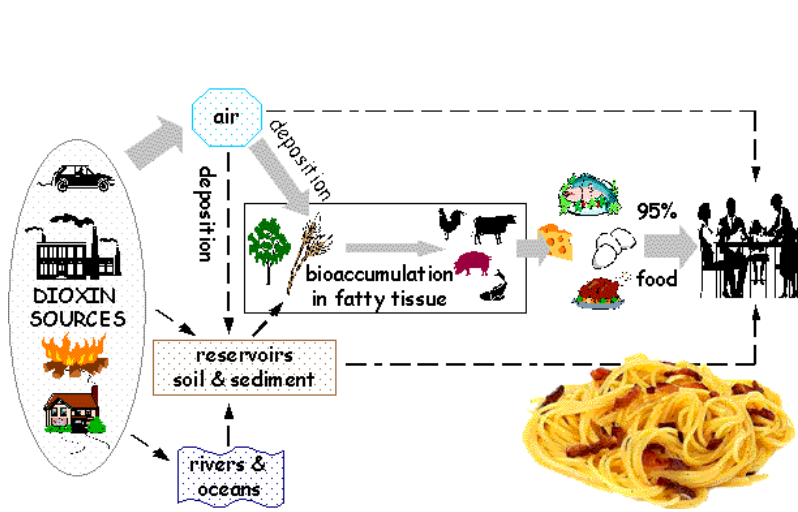 air
deposition
deposition
95%
bioaccumulation
in fatty tissue
food
DIOXIN
SOURCES
reservoirs
soil & sediment
rivers &
oceans